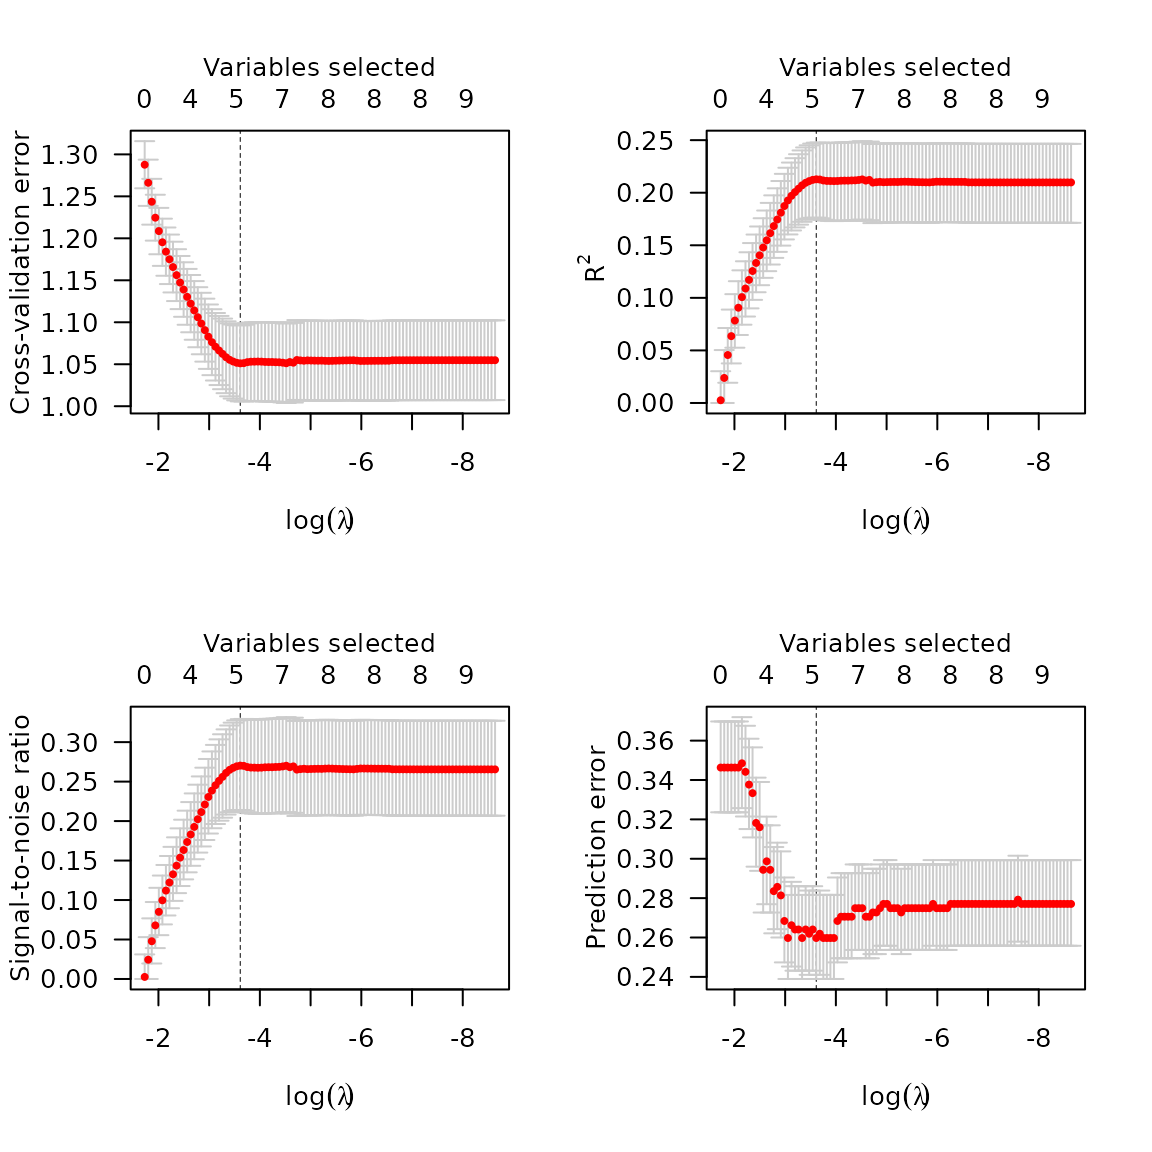 Variables selected
0 4 5 7 8 8 8 9
Cross-validation error
1.30
1.25
1.20
1.15
1.10
1.05
1.00
-2 -4 -6 -8
log(λ)
Variables selected
0 4 5 7 8 8 8 9
R²
0.25
0.20
0.15
0.10
0.05
0.00
-2 -4 -6 -8
log(λ)
Variables selected
0 4 5 7 8 8 8 9
Signal-to-noise ratio
0.30
0.25
0.20
0.15
0.10
0.05
0.00
-2 -4 -6 -8
log(λ)
Variables selected
0 4 5 7 8 8 8 9
Prediction error
0.36
0.34
0.32
0.30
0.28
0.26
0.24
-2 -4 -6 -8
log(λ)